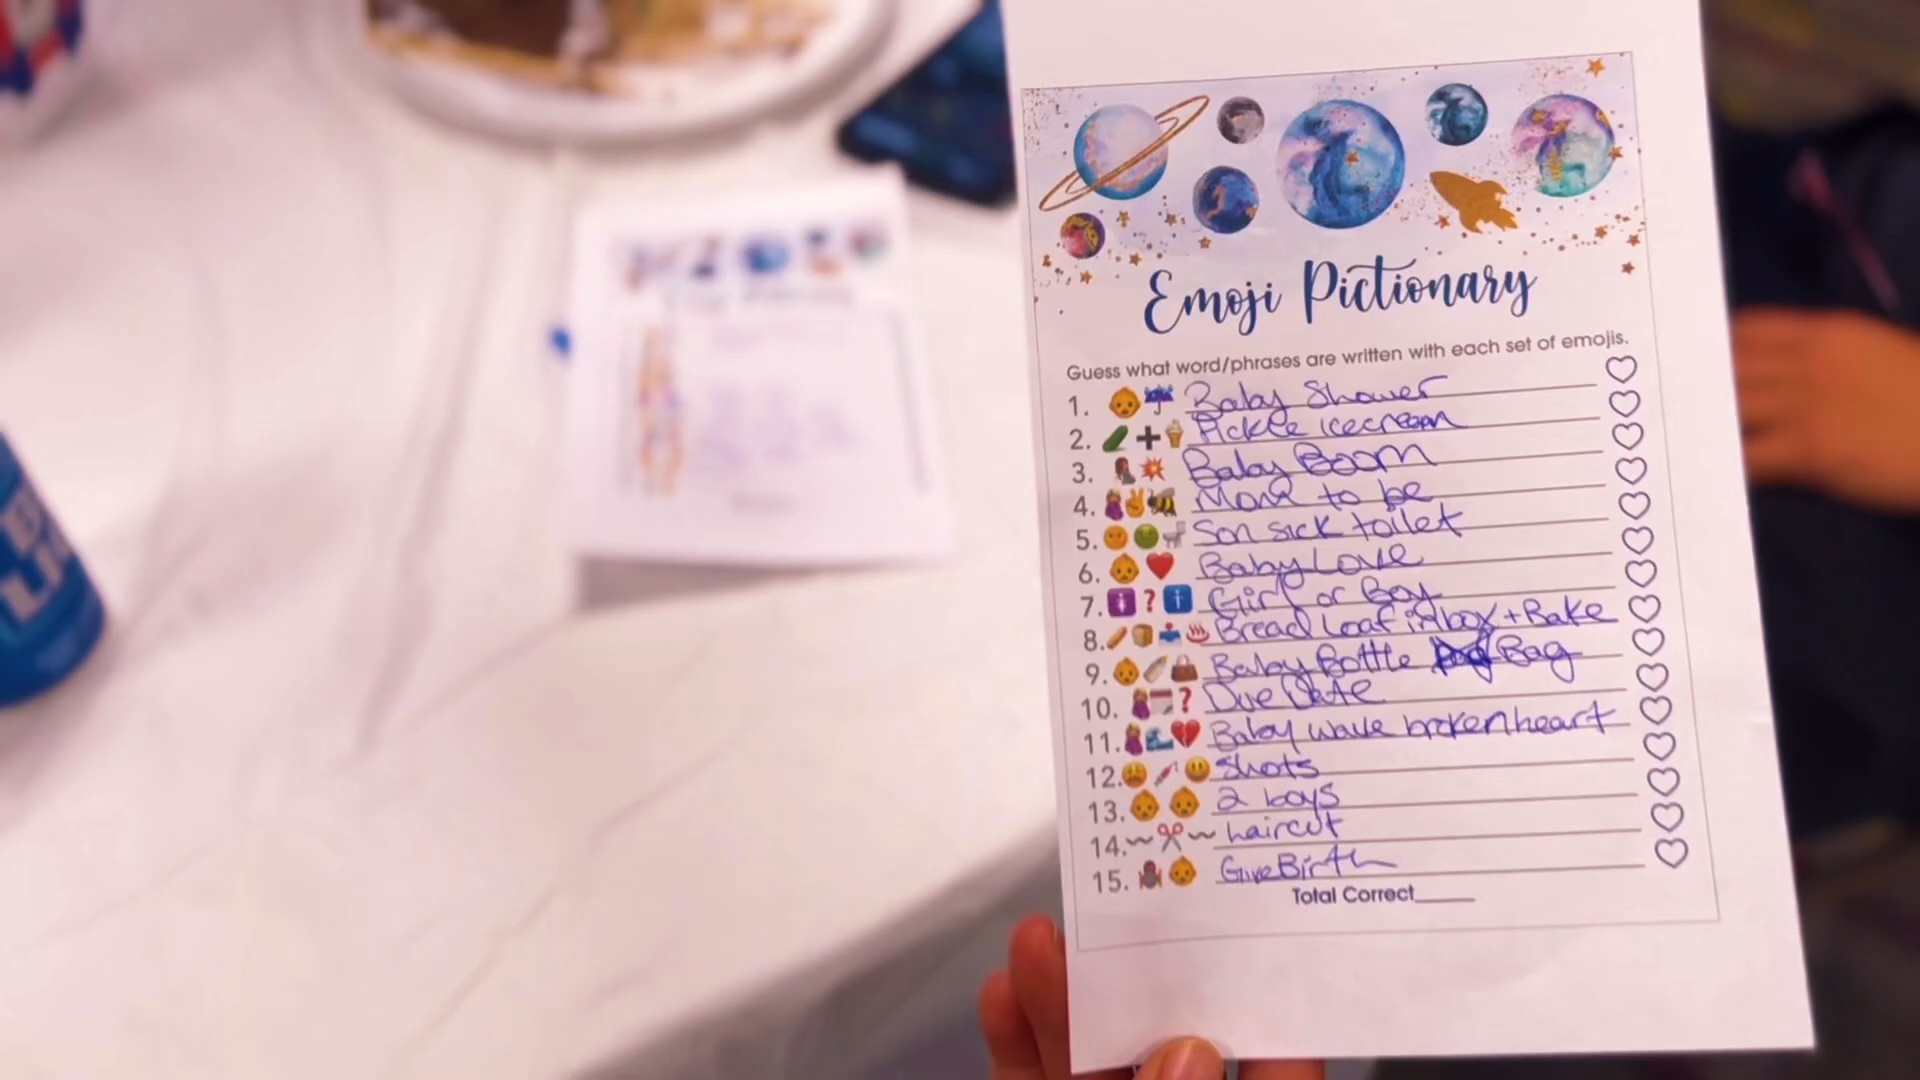 Emoji Pictionary
Guess what word/phrases are written with each set of emojis.
1. Baby Shower
2. Pickle icecream
3. Baby Boom
4. Mom to be
5. Son sick toilet
6. Baby Love
7. Girl or Boy
8. Bread Loaf in box + Bake
9. Baby Bottle Bag
10. Due Date
11. Baby wave brokenheart
12. Shots
13. 2 boys
14. haircut
15. Give Birth
Total Correct